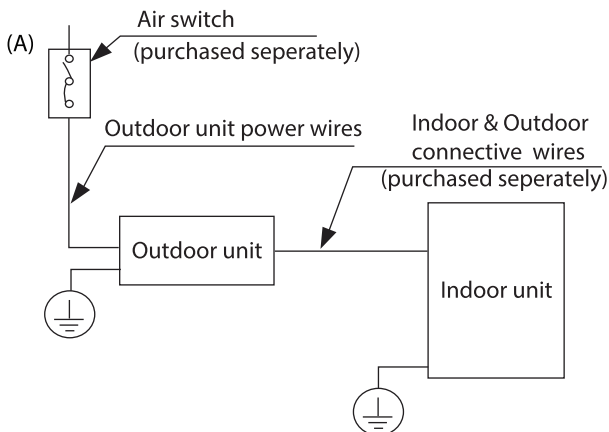 (A)
Air switch
(purchased seperately)
Outdoor unit power wires
Indoor & Outdoor
connective wires
(purchased seperately)
Outdoor unit
Indoor unit